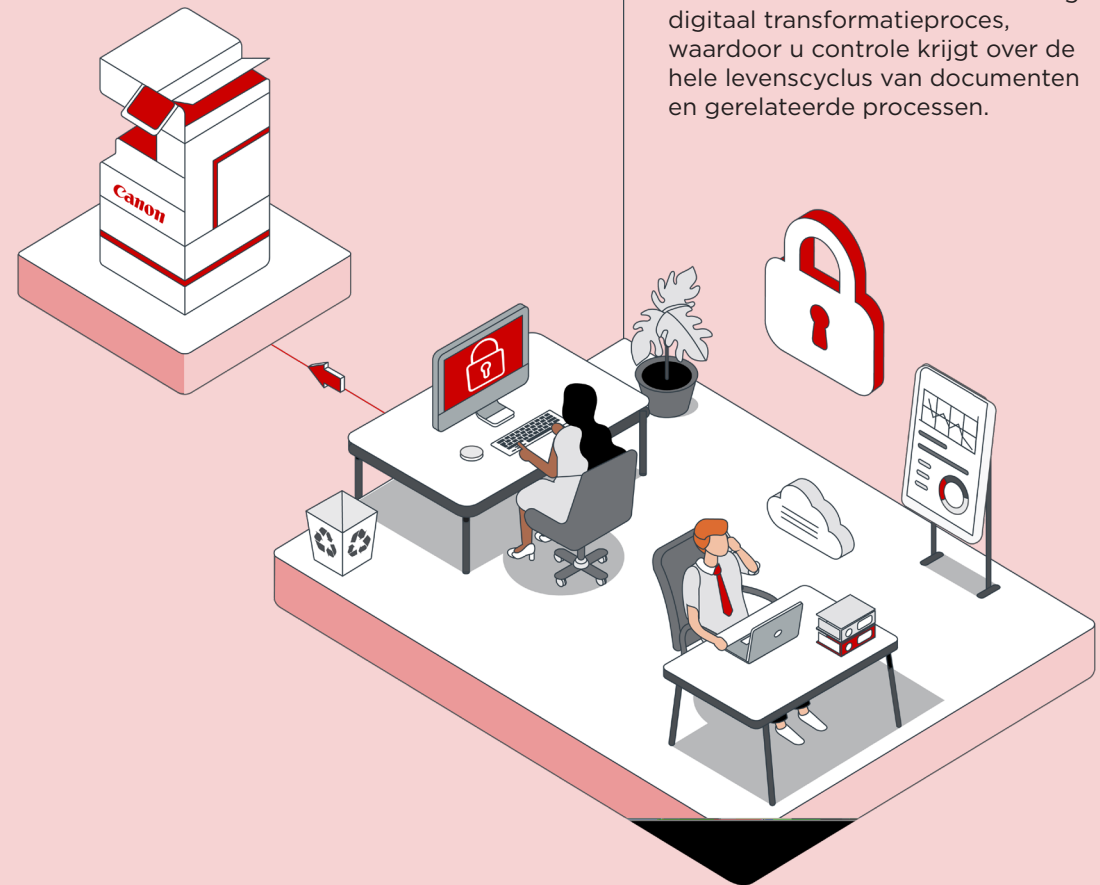 digitaal transformatieproces,
waardoor u controle krijgt over de
hele levenscyclus van documenten
en gerelateerde processen.
Canon